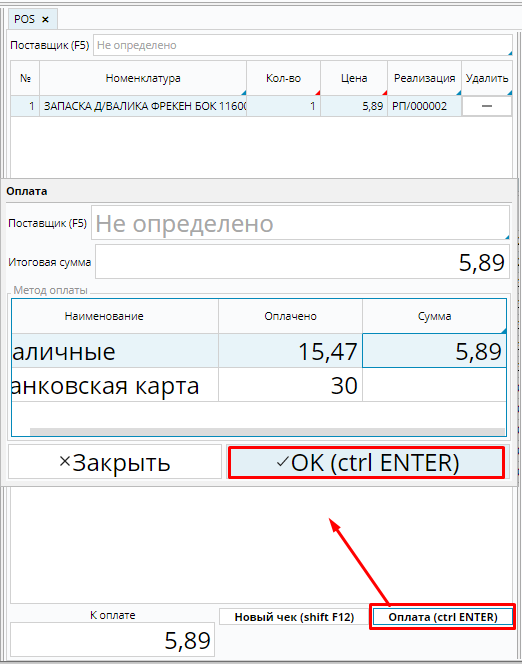 POS ×
Поставщик (F5) Не определено
№ Номенклатура Кол-во Цена Реализация Удалить
1 ЗАПАСКА Д/ВАЛИКА ФРЕКЕН БОК 11600 1 5,89 РП/000002 —
Оплата
Поставщик (F5) Не определено
Итоговая сумма 5,89
Метод оплаты
Наименование Оплачено Сумма
аличные 15,47 5,89
анковская карта 30
×Закрыть ✓OK (ctrl ENTER)
К оплате Новый чек (shift F12) Оплата (ctrl ENTER)
5,89